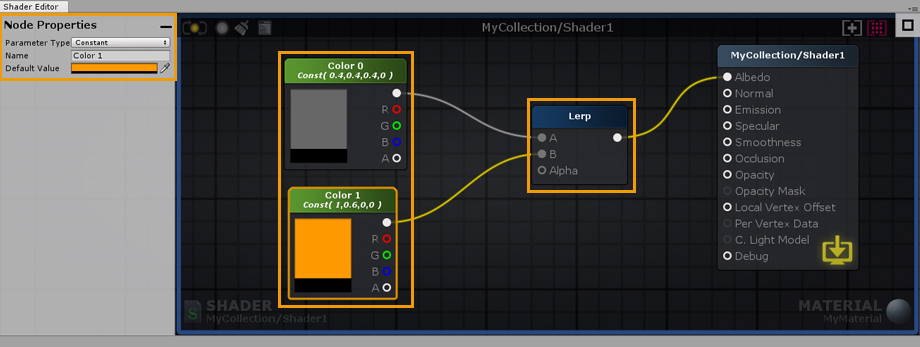 Shader Editor
Node Properties
Parameter Type Constant
Name Color 1
Default Value
MyCollection/Shader1
Color 0
Const( 0.4,0.4,0.4,0 )
R
G
B
A
Color 1
Const( 1,0.6,0,0 )
R
G
B
A
Lerp
A
B
Alpha
MyCollection/Shader1
Albedo
Normal
Emission
Specular
Smoothness
Occlusion
Opacity
Opacity Mask
Local Vertex Offset
Per Vertex Data
C. Light Model
Debug
S SHADER
MyCollection/Shader1
MATERIAL
MyMaterial